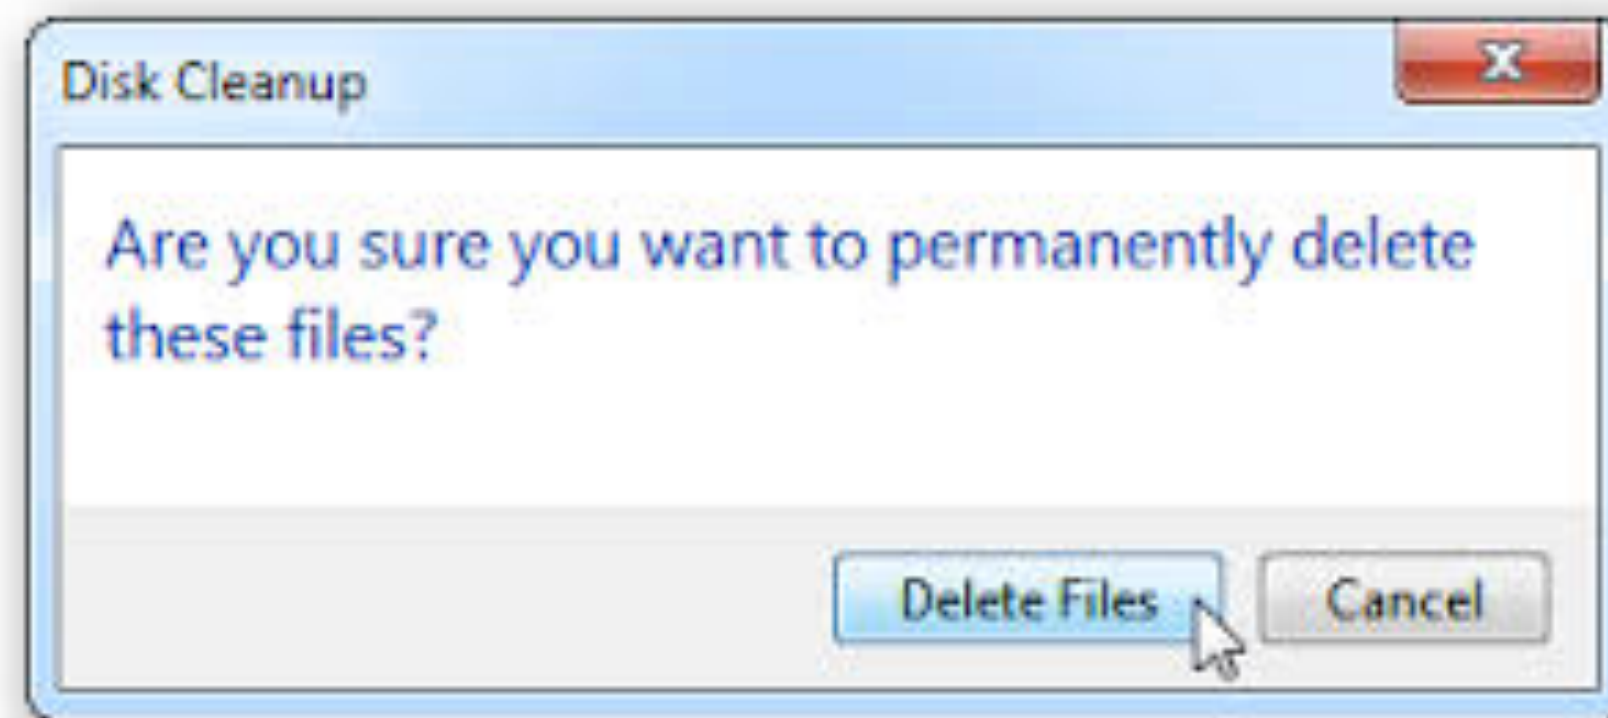 Disk Cleanup
Are you sure you want to permanently delete
these files?
Delete Files Cancel